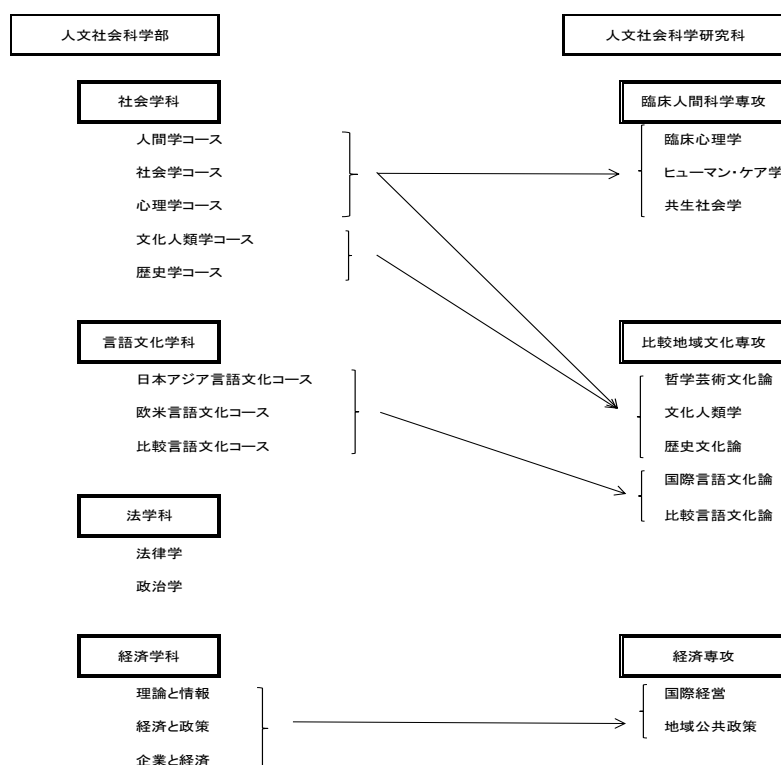 人文社会科学部
人文社会科学研究科
社会学科
臨床人間科学専攻
人間学コース
臨床心理学
社会学コース
ヒューマン・ケア学
心理学コース
共生社会学
文化人類学コース
歴史学コース
言語文化学科
比較地域文化専攻
日本アジア言語文化コース
哲学芸術文化論
欧米言語文化コース
文化人類学
比較言語文化コース
歴史文化論
国際言語文化論
比較言語文化論
法学科
法律学
政治学
経済学科
経済専攻
理論と情報
国際経営
経済と政策
地域公共政策
企業と経済